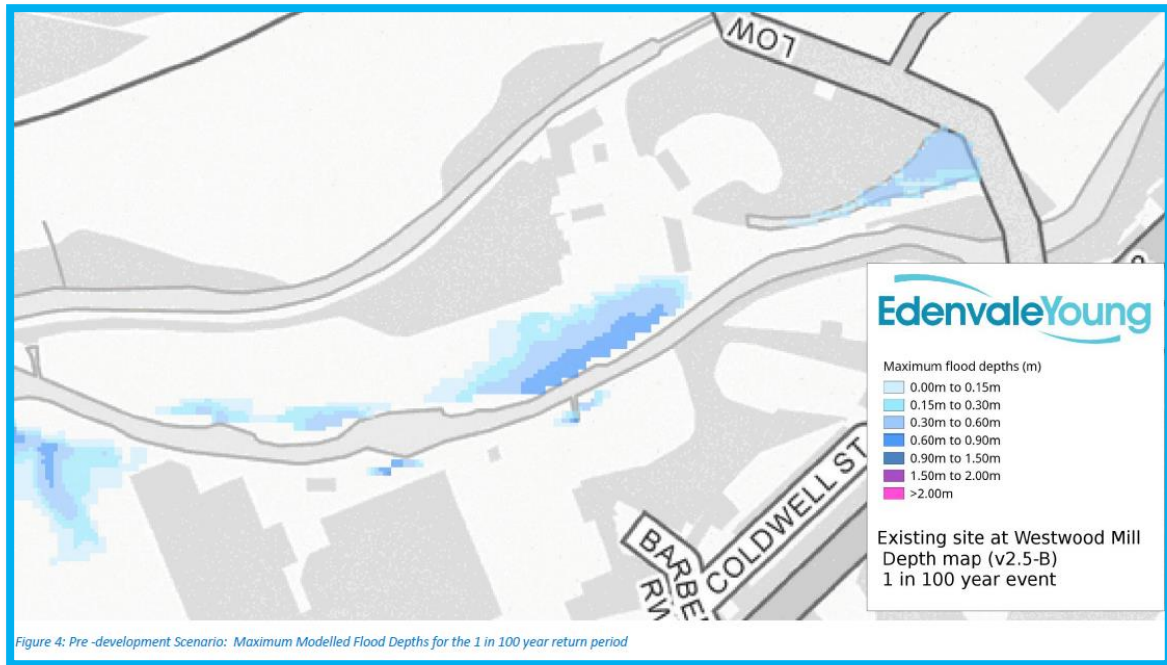 LOW
EdenvaleYoung
Maximum flood depths (m)
0.00m to 0.15m
0.15m to 0.30m
0.30m to 0.60m
0.60m to 0.90m
0.90m to 1.50m
1.50m to 2.00m
>2.00m
Existing site at Westwood Mill
Depth map (v2.5-B)
1 in 100 year event
COLDWELL ST
BARBE
RW
Figure 4: Pre -development Scenario: Maximum Modelled Flood Depths for the 1 in 100 year return period